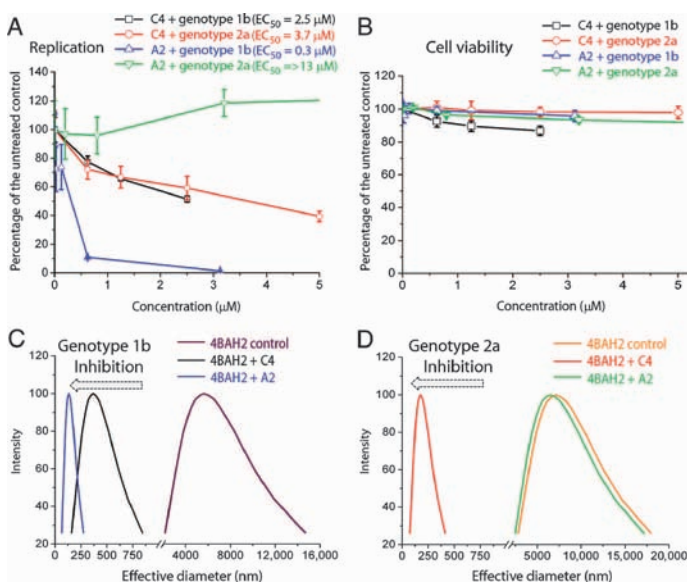 A
Replication
C4 + genotype 1b (EC50 = 2.5 μM)
C4 + genotype 2a (EC50 = 3.7 μM)
A2 + genotype 1b (EC50 = 0.3 μM)
A2 + genotype 2a (EC50 => 13 μM)
Percentage of the untreated control
140
120
100
80
60
40
20
0
0 1 2 3 4 5
Concentration (μM)
B
Cell viability
C4 + genotype 1b
C4 + genotype 2a
A2 + genotype 1b
A2 + genotype 2a
Percentage of the untreated control
140
120
100
80
60
40
20
0
0 1 2 3 4 5
Concentration (μM)
C
Genotype 1b
Inhibition
4BAH2 control
4BAH2 + C4
4BAH2 + A2
Intensity
120
100
80
60
40
20
0 250 500 750 4000 8000 12,000 16,000
Effective diameter (nm)
D
Genotype 2a
Inhibition
4BAH2 control
4BAH2 + C4
4BAH2 + A2
Intensity
120
100
80
60
40
20
0 250 500 750 5000 10,000 15,000 20,000
Effective diameter (nm)